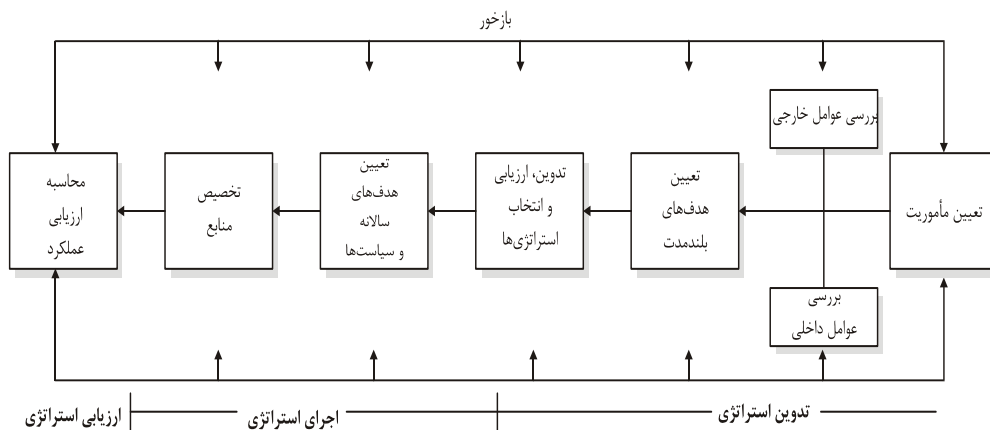 بازخور
بررسی عوامل خارجی
تعیین مأموریت
تعیین
هدف‌های
بلندمدت
تدوین، ارزیابی
و انتخاب
استراتژی‌ها
تعیین
هدف‌های
سالانه
و سیاست‌ها
تخصیص
منابع
محاسبه
ارزیابی
عملکرد
بررسی
عوامل داخلی
تدوین استراتژی
اجرای استراتژی
ارزیابی استراتژی